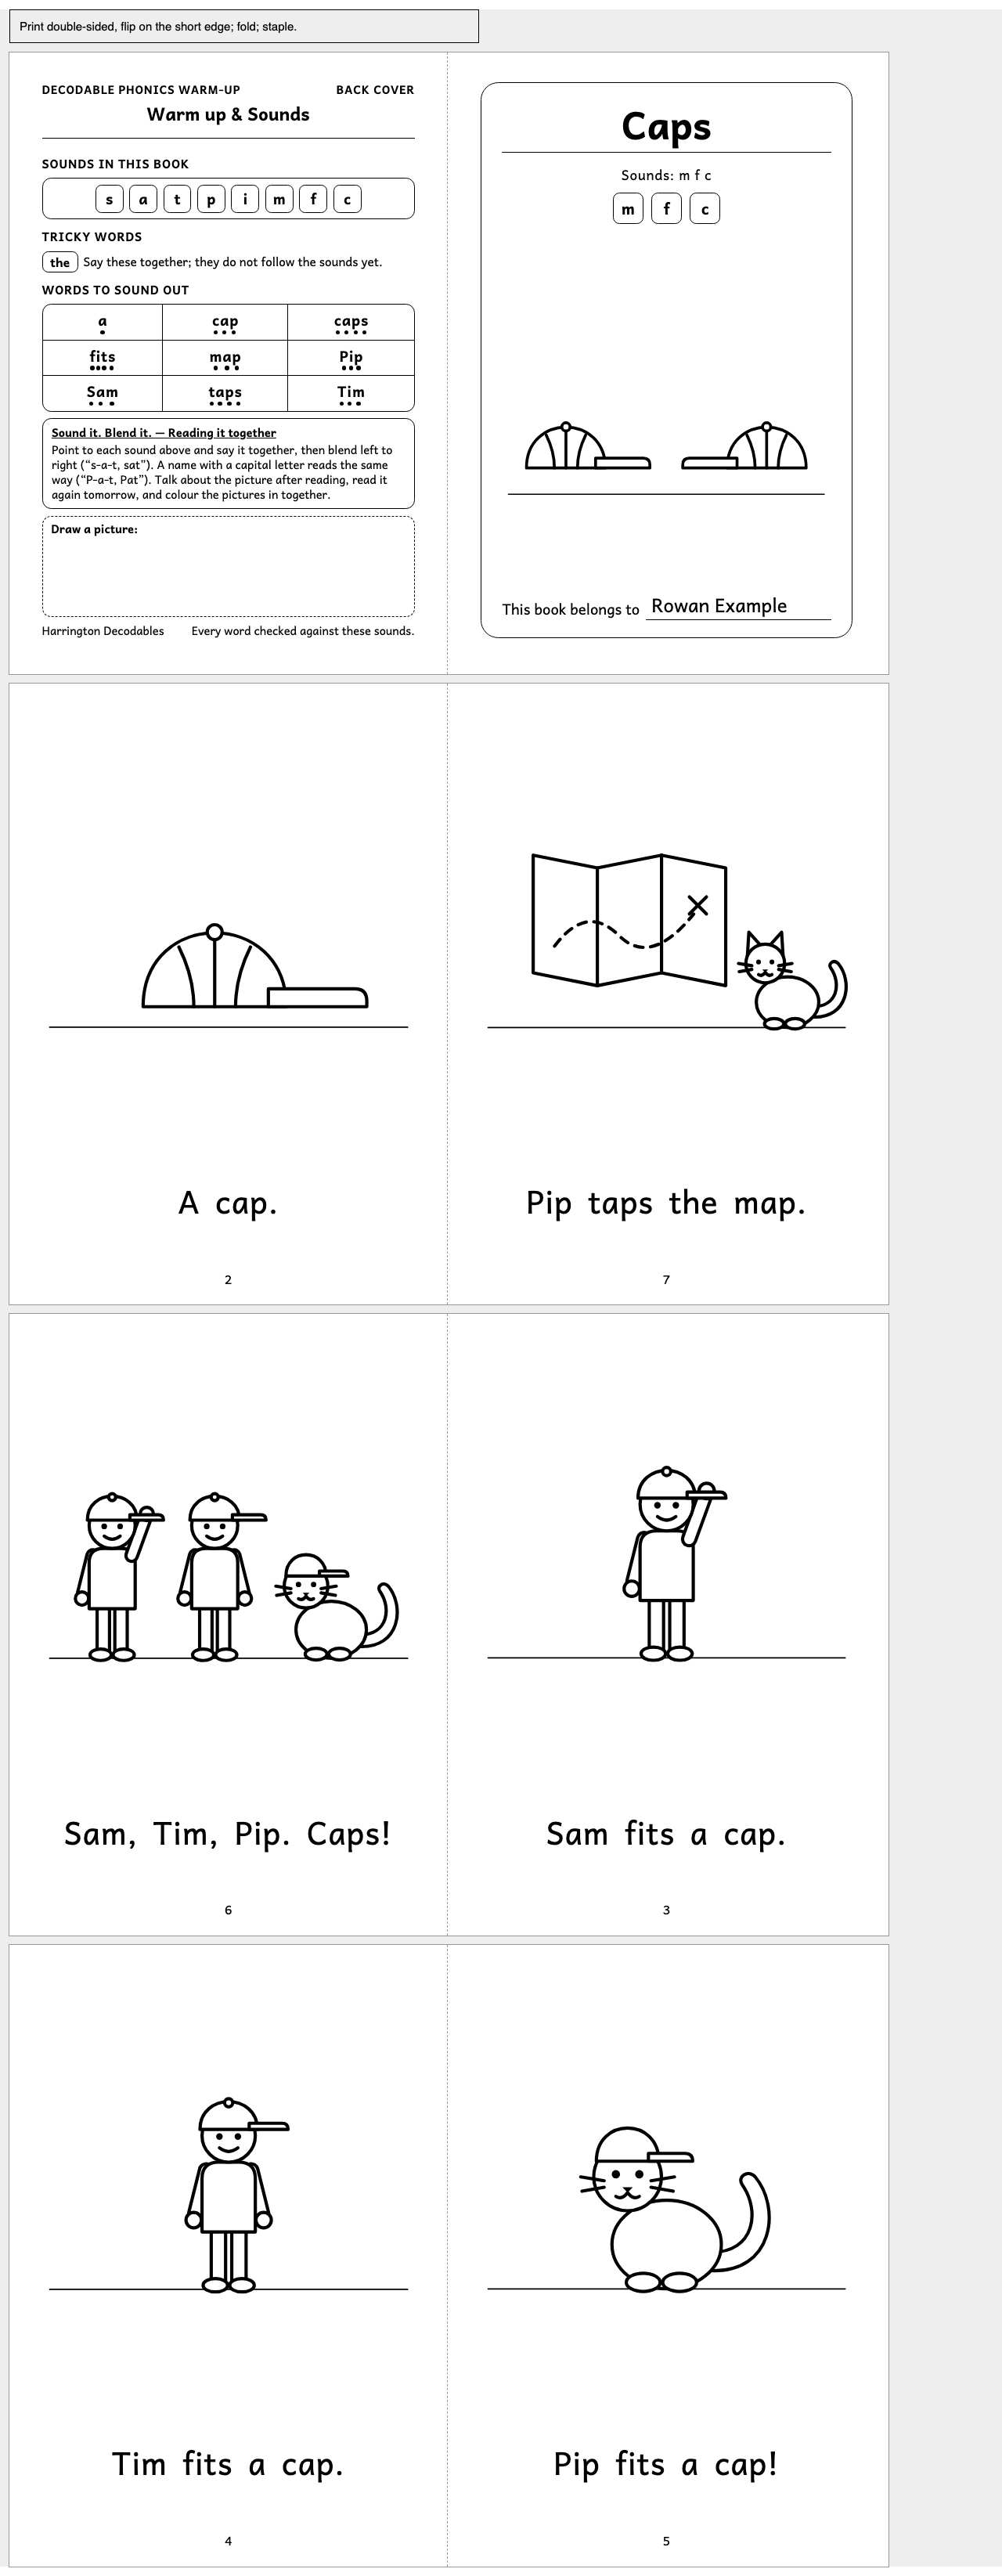 Print double-sided, flip on the short edge; fold; staple.
DECODABLE PHONICS WARM-UP BACK COVER
Warm up & Sounds
SOUNDS IN THIS BOOK
s a t p i m f c
TRICKY WORDS
the Say these together; they do not follow the sounds yet.
WORDS TO SOUND OUT
a cap caps
fits map Pip
Sam taps Tim
Sound it. Blend it. — Reading it together
Point to each sound above and say it together, then blend left to
right (“s-a-t, sat”). A name with a capital letter reads the same
way (“P-a-t, Pat”). Talk about the picture after reading, read it
again tomorrow, and colour the pictures in together.
Draw a picture:
Harrington Decodables Every word checked against these sounds.
Caps
Sounds: m f c
m f c
This book belongs to Rowan Example
A cap.
2
Pip taps the map.
7
Sam, Tim, Pip. Caps!
6
Sam fits a cap.
3
Tim fits a cap.
4
Pip fits a cap!
5